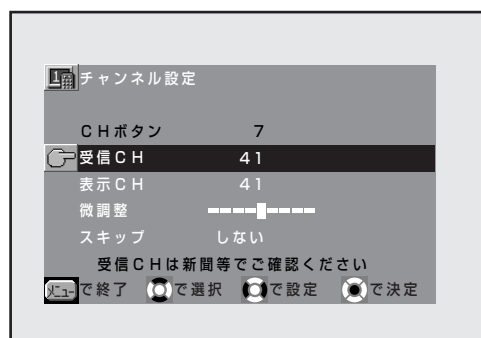 チャンネル設定
CHボタン 7
受信CH 41
表示CH 41
微調整
スキップ しない
受信CHは新聞等でご確認ください
メニューで終了 で選択 で設定 で決定